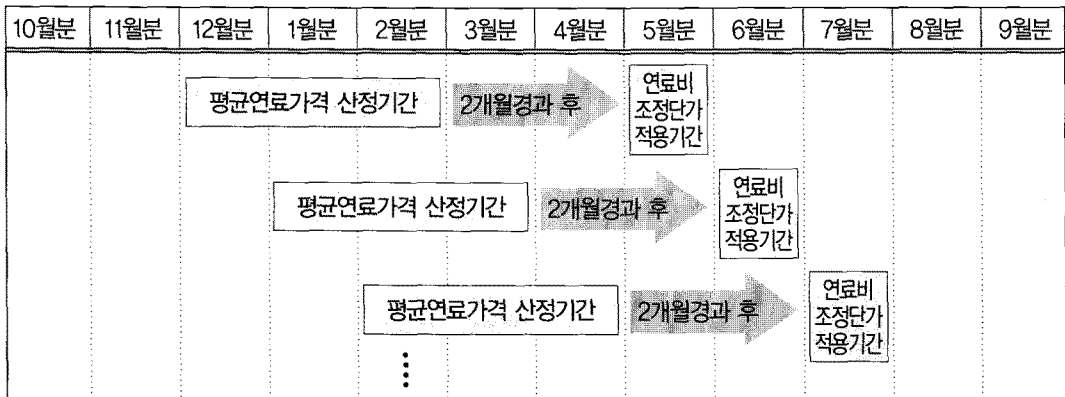 10월분 11월분 12월분 1월분 2월분 3월분 4월분 5월분 6월분 7월분 8월분 9월분
평균연료가격 산정기간
2개월경과 후
연료비
조정단가
적용기간
평균연료가격 산정기간
2개월경과 후
연료비
조정단가
적용기간
평균연료가격 산정기간
2개월경과 후
연료비
조정단가
적용기간